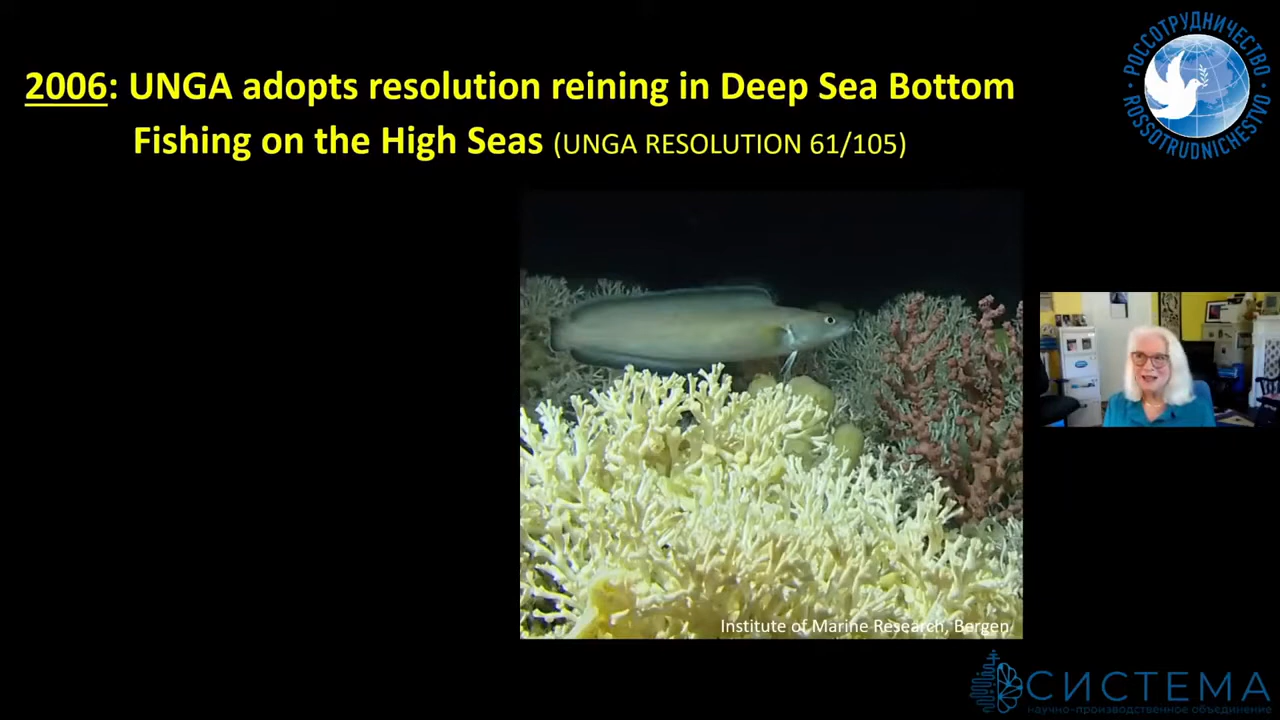 2006: UNGA adopts resolution reining in Deep Sea Bottom
Fishing on the High Seas (UNGA RESOLUTION 61/105)
РОССОТРУДНИЧЕСТВО
ROSSOTRUDNICHESTVO
Institute of Marine Research, Bergen
СИСТЕМА
научно-производственное объединение